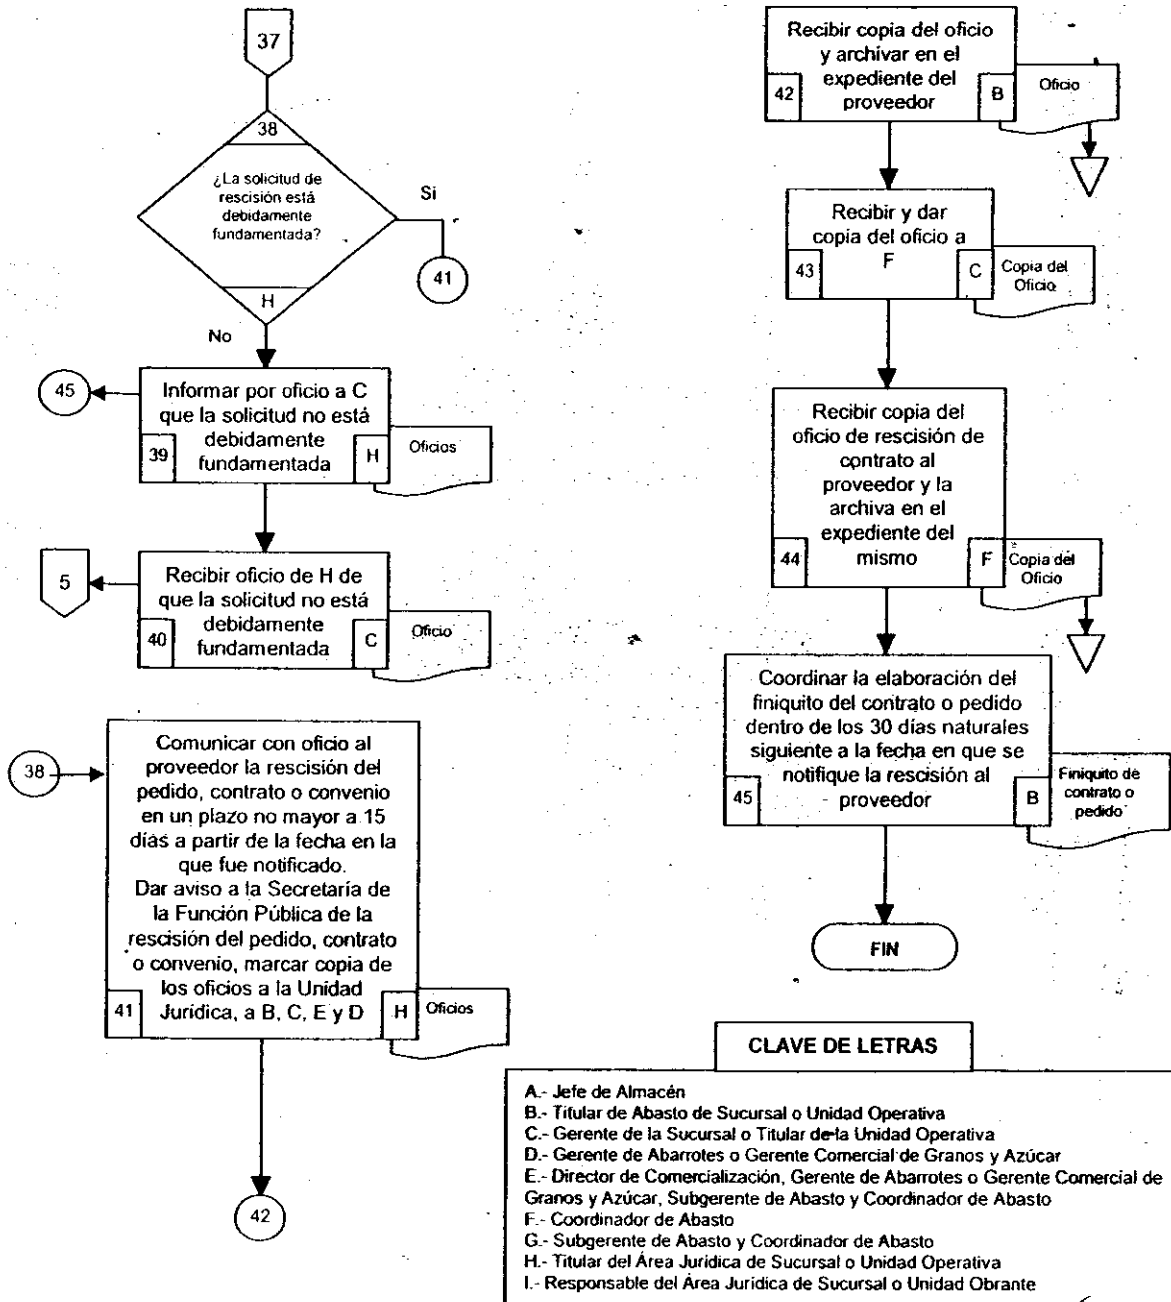 37
38
¿La solicitud de
rescisión está
debidamente
fundamentada?
Si
41
H
No
45
Informar por oficio a C
que la solicitud no está
debidamente
fundamentada
39
H
Oficios
5
Recibir oficio de H de
que la solicitud no está
debidamente
fundamentada
40
C
Oficio
38
Comunicar con oficio al
proveedor la rescisión del
pedido, contrato o convenio
en un plazo no mayor a 15
días a partir de la fecha en la
que fue notificado.
Dar aviso a la Secretaría de
la Función Pública de la
rescisión del pedido, contrato
o convenio, marcar copia de
los oficios a la Unidad
Jurídica, a B, C, E y D
41
H
Oficios
42
Recibir copia del oficio
y archivar en el
expediente del
proveedor
42
B
Oficio
Recibir y dar
copia del oficio a
F
43
C
Copia del
Oficio
Recibir copia del
oficio de rescisión de
contrato al
proveedor y la
archiva en el
expediente del
mismo
44
F
Copia del
Oficio
Coordinar la elaboración del
finiquito del contrato o pedido
dentro de los 30 días naturales
siguiente a la fecha en que se
notifique la rescisión al
proveedor
45
B
Finiquito de
contrato o
pedido
FIN
CLAVE DE LETRAS
A.- Jefe de Almacén
B.- Titular de Abasto de Sucursal o Unidad Operativa
C.- Gerente de la Sucursal o Titular de la Unidad Operativa
D.- Gerente de Abarrotes o Gerente Comercial de Granos y Azúcar
E.- Director de Comercialización, Gerente de Abarrotes o Gerente Comercial de
Granos y Azúcar, Subgerente de Abasto y Coordinador de Abasto
F.- Coordinador de Abasto
G.- Subgerente de Abasto y Coordinador de Abasto
H.- Titular del Área Jurídica de Sucursal o Unidad Operativa
I.- Responsable del Área Jurídica de Sucursal o Unidad Obrante